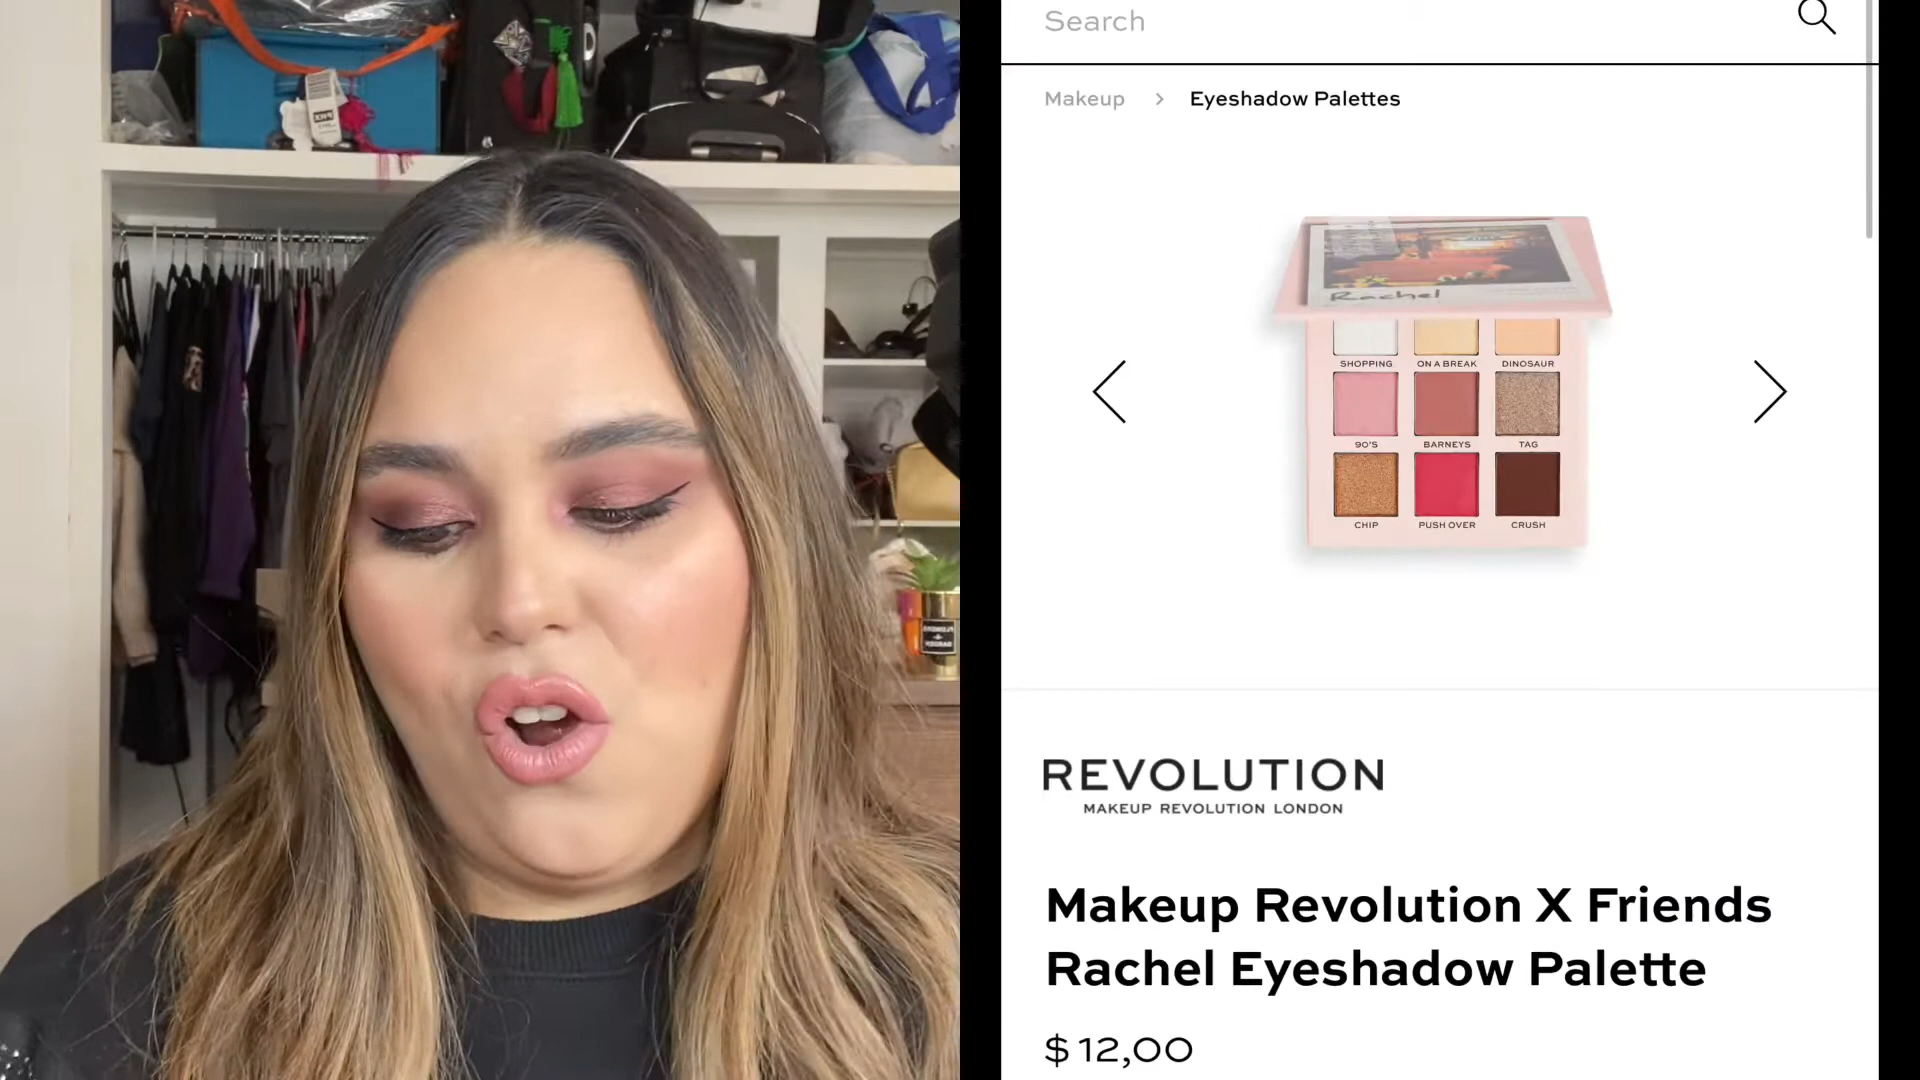 Search
Makeup > Eyeshadow Palettes
Rachel
SHOPPING ON A BREAK DINOSAUR
90'S BARNEYS TAG
CHIP PUSH OVER CRUSH
REVOLUTION
MAKEUP REVOLUTION LONDON
Makeup Revolution X Friends
Rachel Eyeshadow Palette
$ 12,00